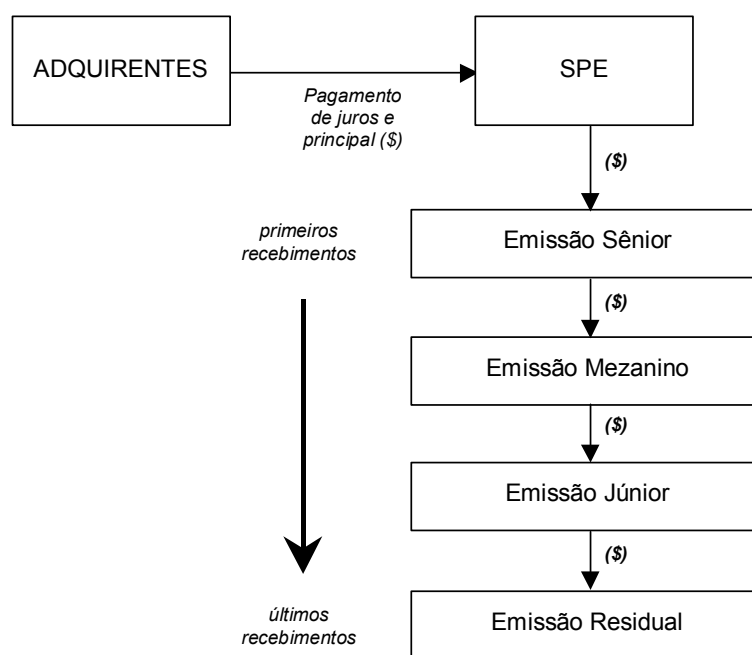 ADQUIRENTES
SPE
Pagamento
de juros e
principal ($)
($)
primeiros
recebimentos
Emissão Sênior
($)
Emissão Mezanino
($)
Emissão Júnior
($)
últimos
recebimentos
Emissão Residual